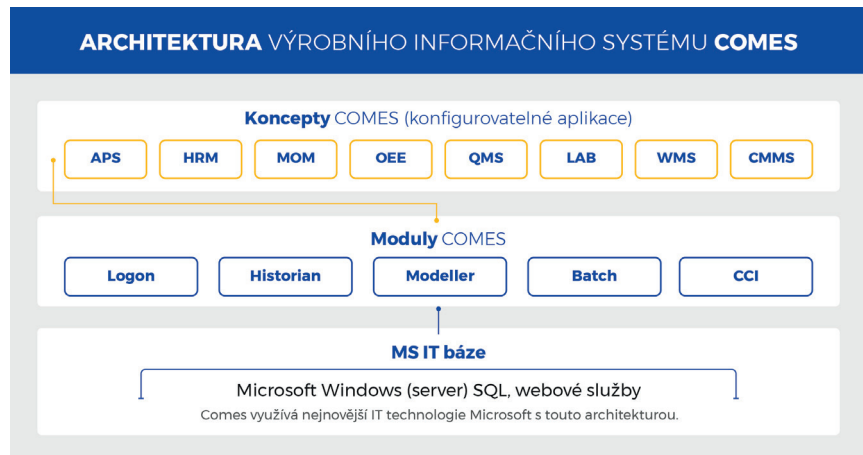 ARCHITEKTURA VÝROBNÍHO INFORMAČNÍHO SYSTÉMU COMES
Koncepty COMES (konfigurovatelné aplikace)
APS HRM MOM OEE QMS LAB WMS CMMS
Moduly COMES
Logon Historian Modeller Batch CCI
MS IT báze
Microsoft Windows (server) SQL, webové služby
Comes využívá nejnovější IT technologie Microsoft s touto architekturou.